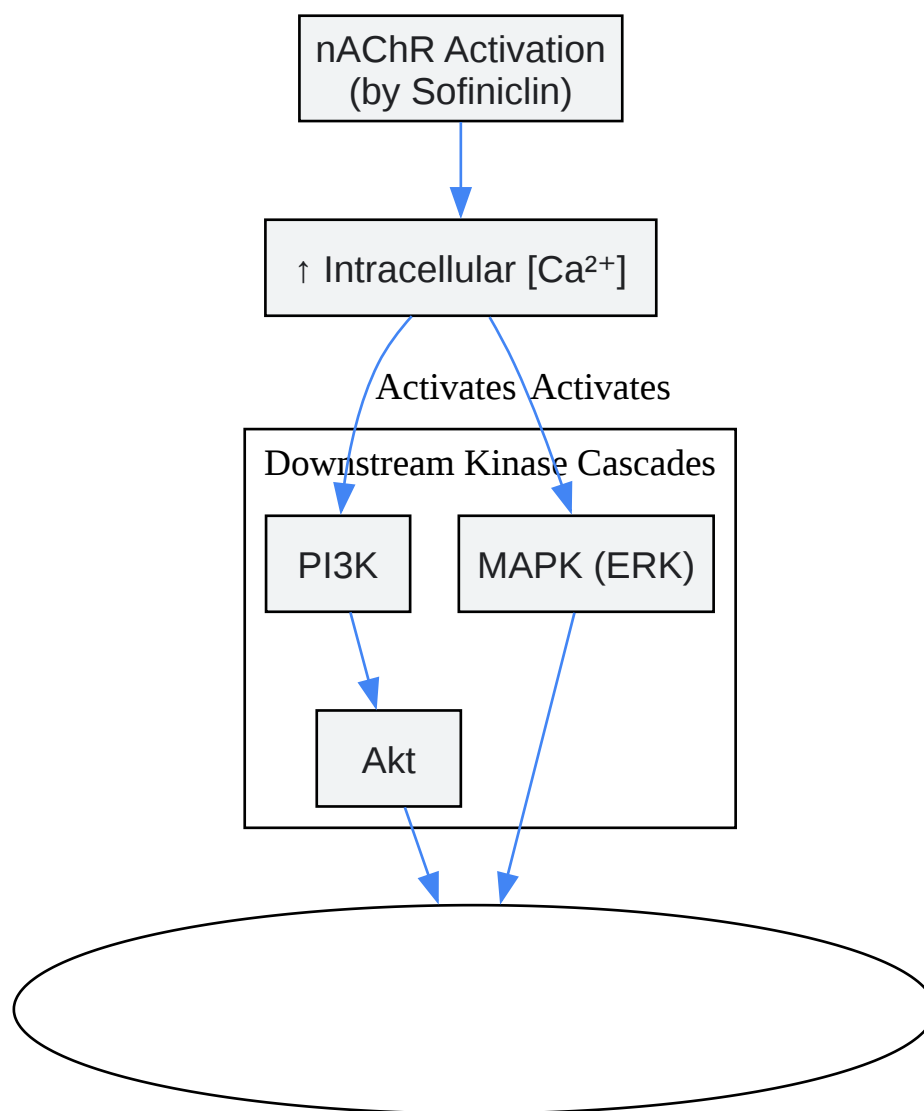 nAChR Activation
(by Sofiniclin)
↑ Intracellular [Ca²⁺]
Activates Activates
Downstream Kinase Cascades
PI3K
MAPK (ERK)
Akt